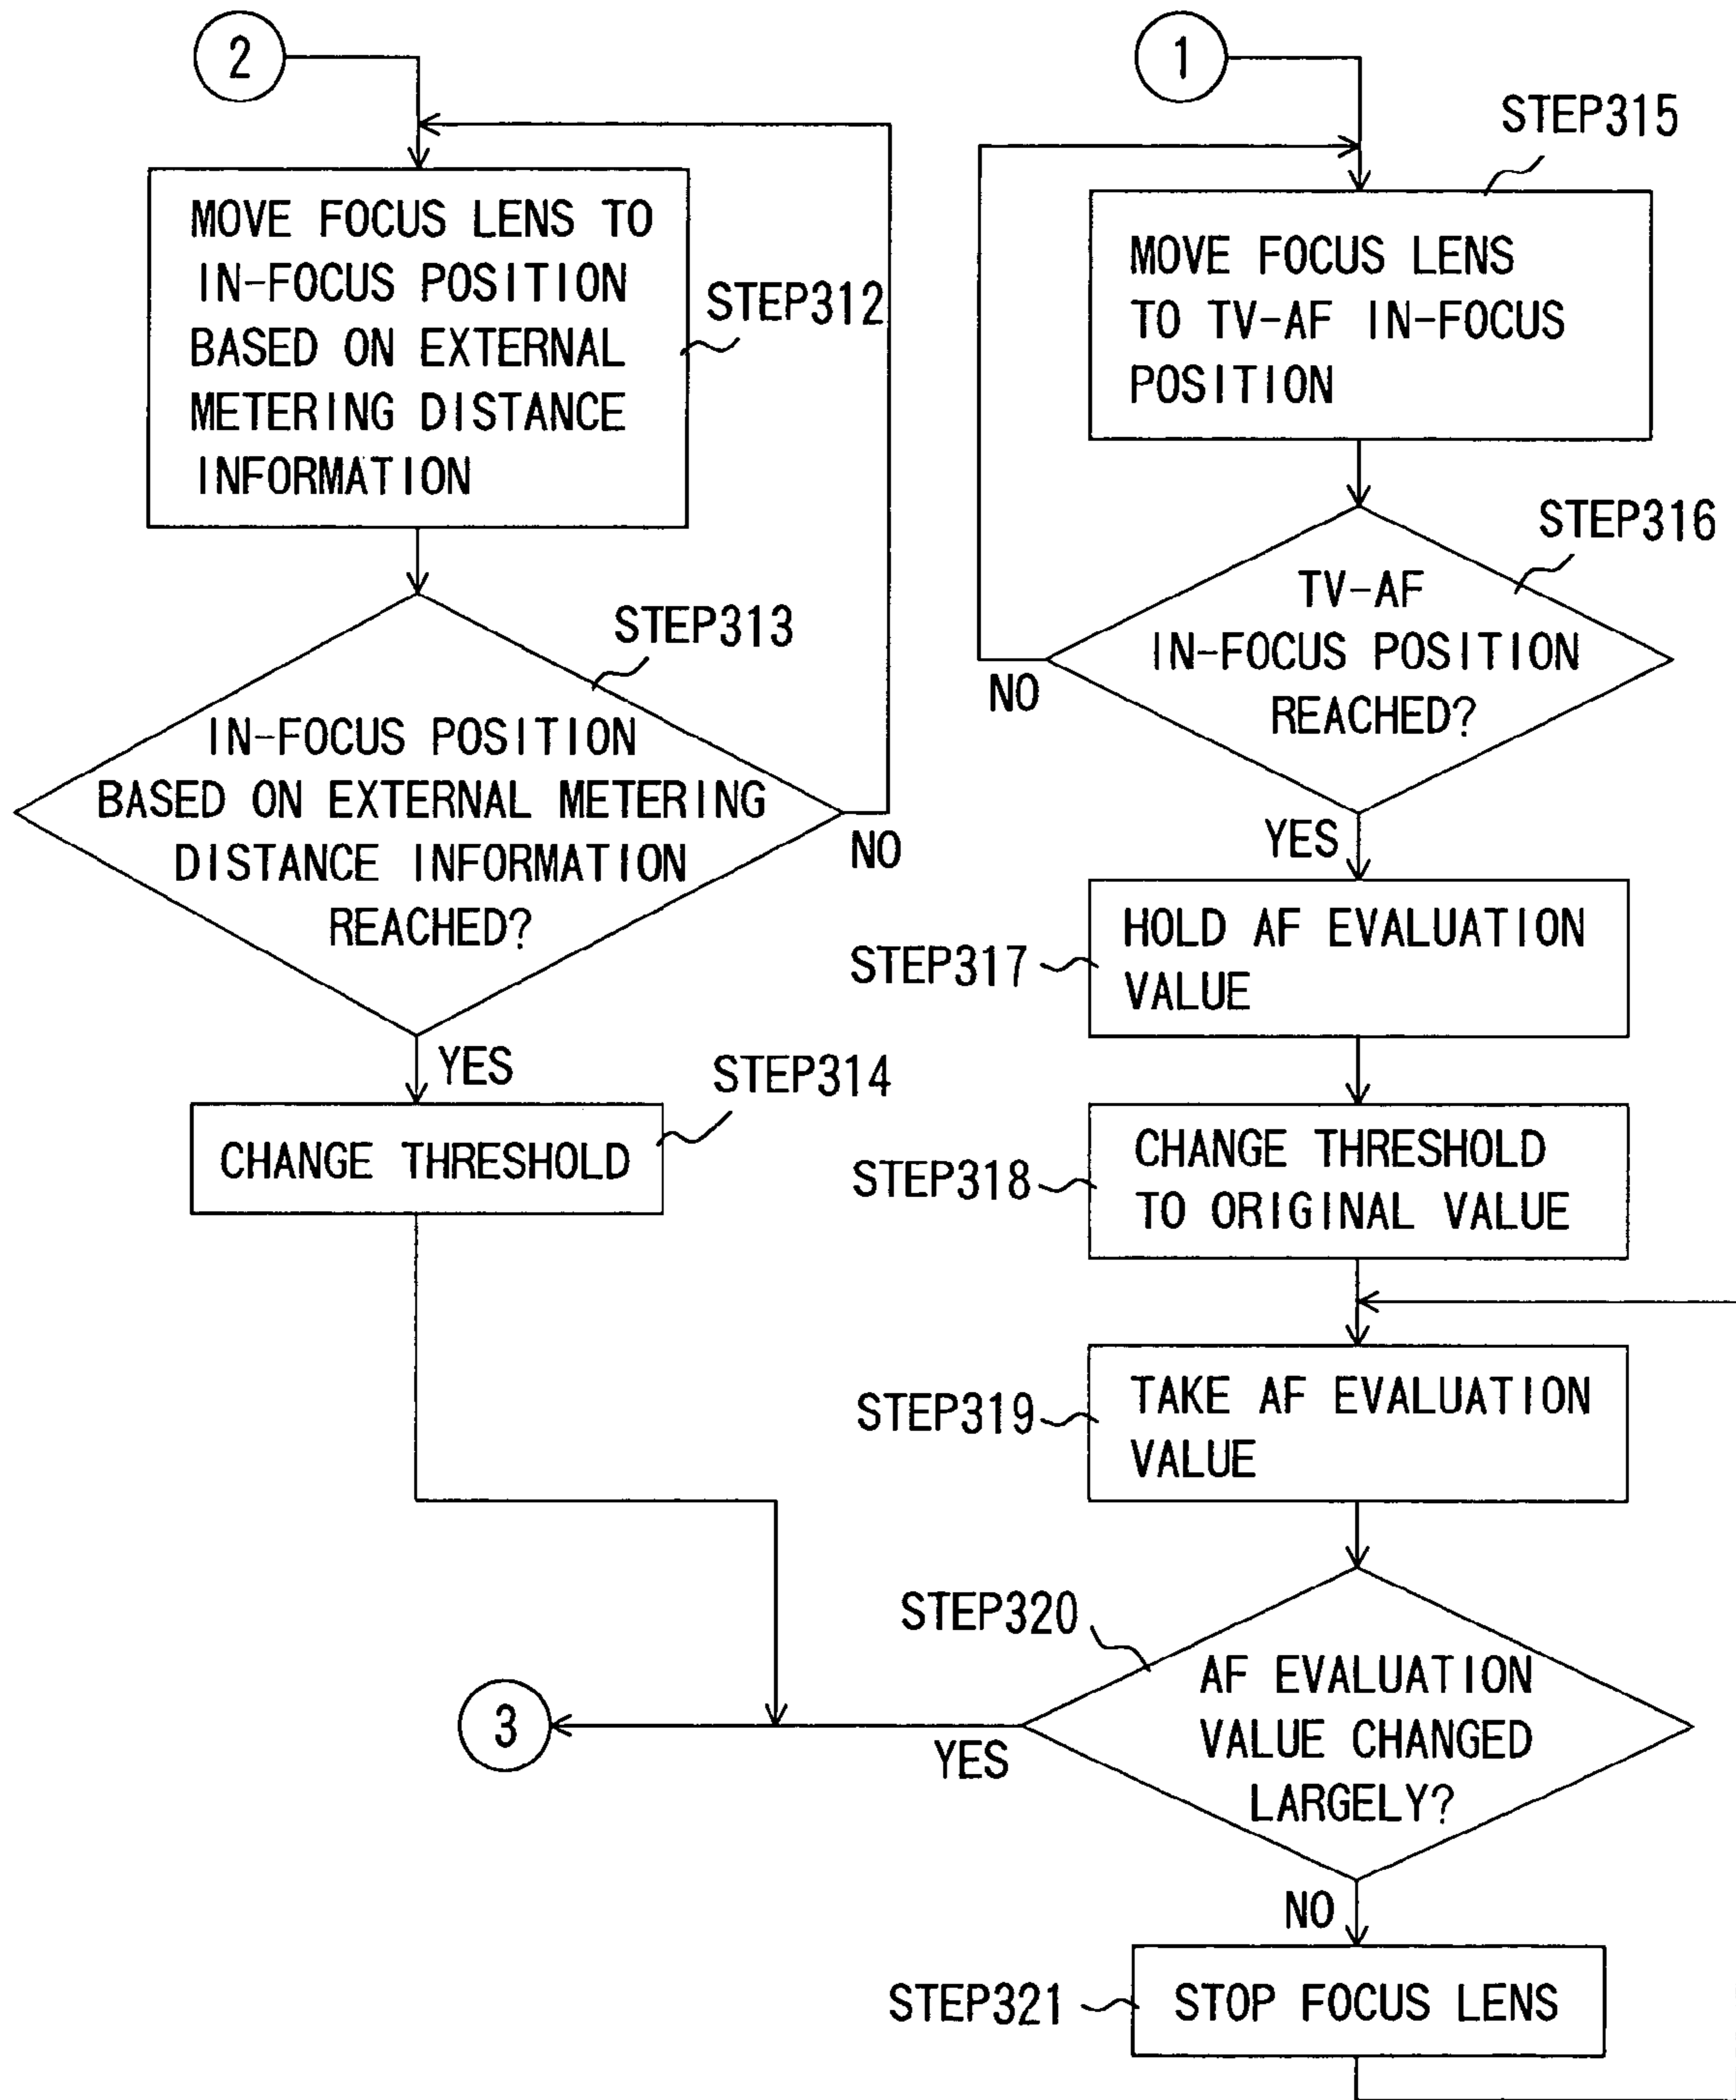 2
MOVE FOCUS LENS TO
IN-FOCUS POSITION
BASED ON EXTERNAL
METERING DISTANCE
INFORMATION
STEP312
STEP313
IN-FOCUS POSITION
BASED ON EXTERNAL METERING
DISTANCE INFORMATION
REACHED?
NO
YES
STEP314
CHANGE THRESHOLD
1
STEP315
MOVE FOCUS LENS
TO TV-AF IN-FOCUS
POSITION
STEP316
TV-AF
IN-FOCUS POSITION
REACHED?
NO
YES
STEP317
HOLD AF EVALUATION
VALUE
STEP318
CHANGE THRESHOLD
TO ORIGINAL VALUE
STEP319
TAKE AF EVALUATION
VALUE
STEP320
AF EVALUATION
VALUE CHANGED
LARGELY?
YES
3
NO
STEP321
STOP FOCUS LENS